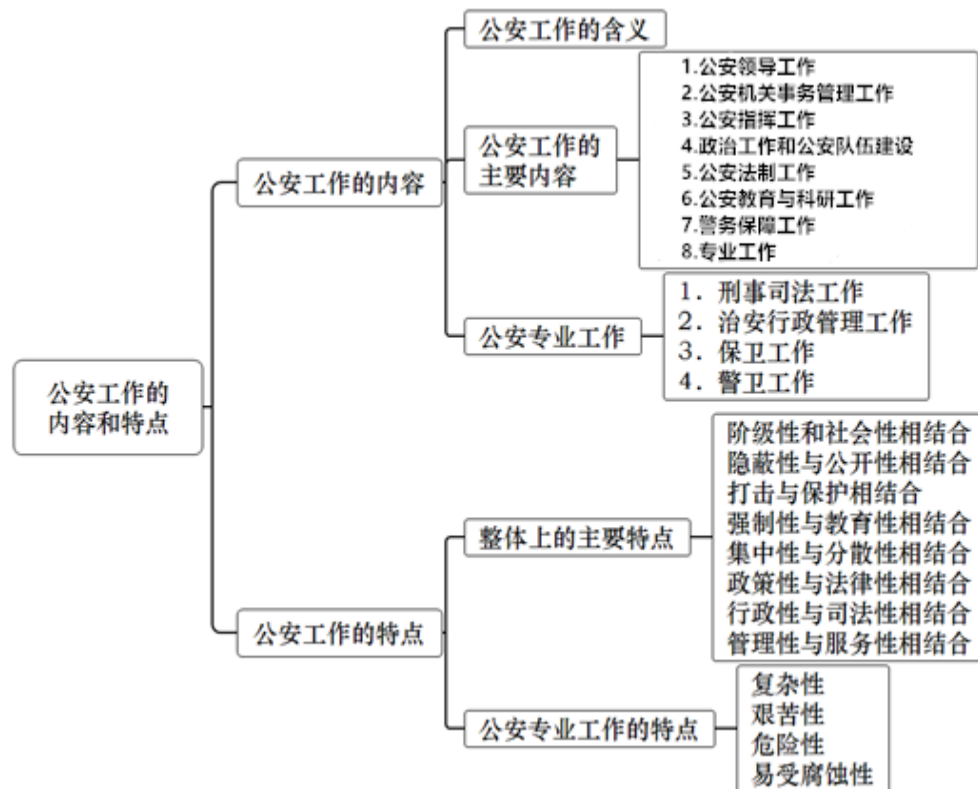 公安工作的含义
1.公安领导工作
2.公安机关事务管理工作
3.公安指挥工作
4.政治工作和公安队伍建设
5.公安法制工作
6.公安教育与科研工作
7.警务保障工作
8.专业工作
公安工作的
主要内容
公安工作的内容
1．刑事司法工作
2．治安行政管理工作
3．保卫工作
4．警卫工作
公安专业工作
公安工作的
内容和特点
阶级性和社会性相结合
隐蔽性与公开性相结合
打击与保护相结合
强制性与教育性相结合
集中性与分散性相结合
政策性与法律性相结合
行政性与司法性相结合
管理性与服务性相结合
整体上的主要特点
公安工作的特点
复杂性
艰苦性
危险性
易受腐蚀性
公安专业工作的特点